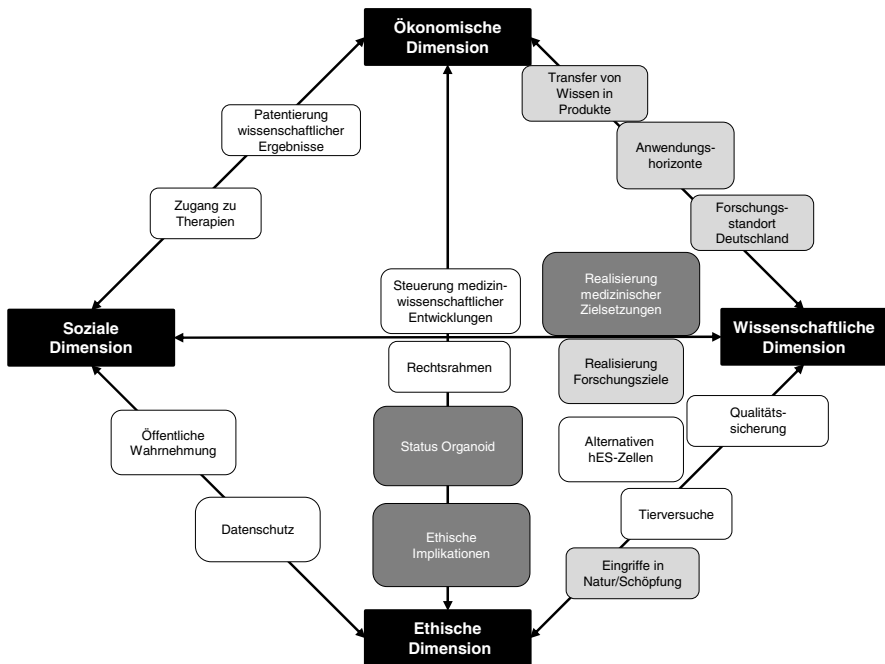 Ökonomische
Dimension
Transfer von
Wissen in
Produkte
Patentierung
wissenschaftlicher
Ergebnisse
Anwendungs-
horizonte
Zugang zu
Therapien
Forschungs-
standort
Deutschland
Steuerung medizin-
wissenschaftlicher
Entwicklungen
Realisierung
medizinischer
Zielsetzungen
Soziale
Dimension
Wissenschaftliche
Dimension
Rechtsrahmen
Realisierung
Forschungsziele
Öffentliche
Wahrnehmung
Status Organoid
Alternativen
hES-Zellen
Qualitäts-
sicherung
Datenschutz
Ethische
Implikationen
Tierversuche
Eingriffe in
Natur/Schöpfung
Ethische
Dimension